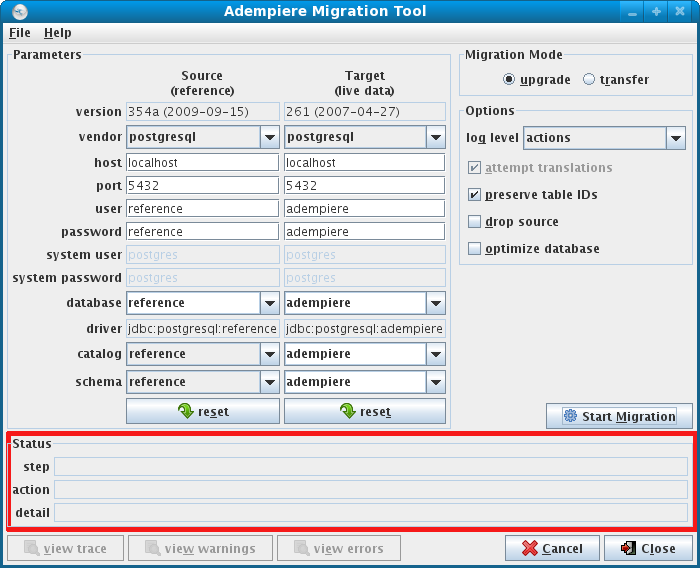 Adempiere Migration Tool
File Help
Parameters
Source
(reference)
Target
(live data)
version 354a (2009-09-15) 261 (2007-04-27)
vendor postgresql postgresql
host localhost localhost
port 5432 5432
user reference adempiere
password reference adempiere
system user postgres postgres
system password postgres postgres
database reference adempiere
driver jdbc:postgresql:reference jdbc:postgresql:adempiere
catalog reference adempiere
schema reference adempiere
reset reset
Migration Mode
upgrade transfer
Options
log level actions
attempt translations
preserve table IDs
drop source
optimize database
Start Migration
Status
step
action
detail
view trace view warnings view errors Cancel Close